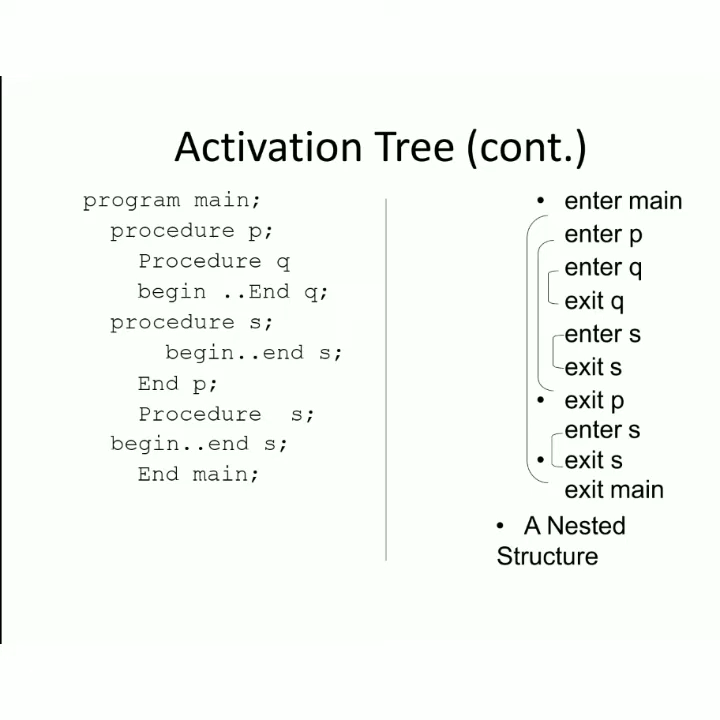 Activation Tree (cont.)
program main;
procedure p;
Procedure q
begin ..End q;
procedure s;
begin..end s;
End p;
Procedure s;
begin..end s;
End main;
• enter main
enter p
enter q
exit q
enter s
exit s
• exit p
enter s
• exit s
exit main
• A Nested
Structure